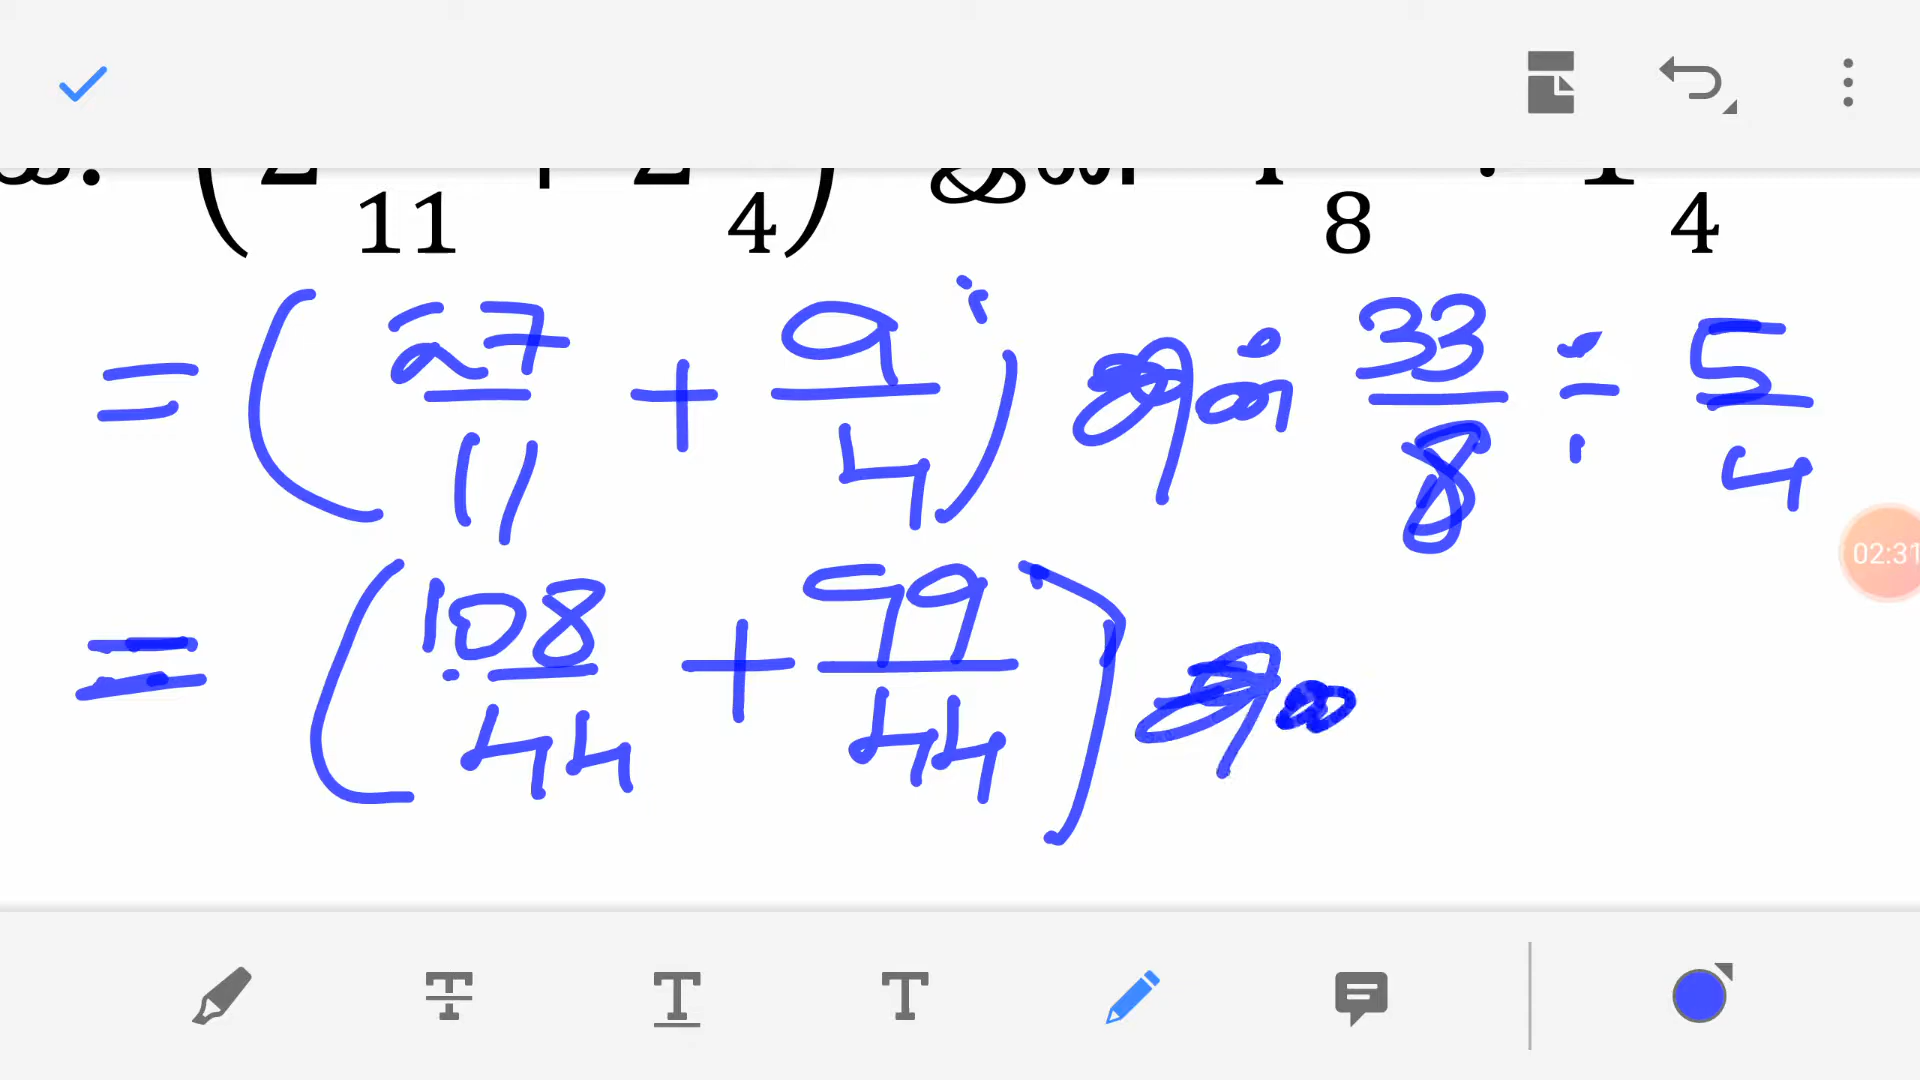 11 4 8 4
= ( 27/11 + 9/4 ) இன் 33/8 ÷ 5/4
= ( 108/44 + 99/44 )
02:31